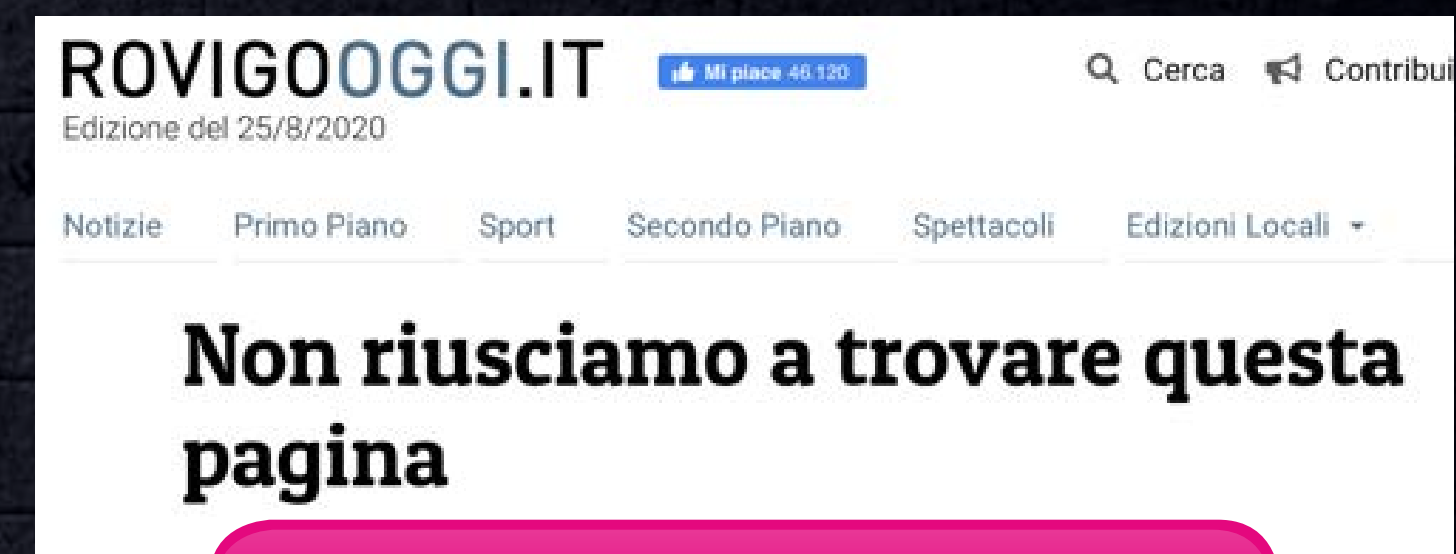 ROVIGOOGGI.IT
Mi piace 46.120
Cerca
Contribui
Edizione del 25/8/2020
Notizie
Primo Piano
Sport
Secondo Piano
Spettacoli
Edizioni Locali
Non riusciamo a trovare questa
pagina